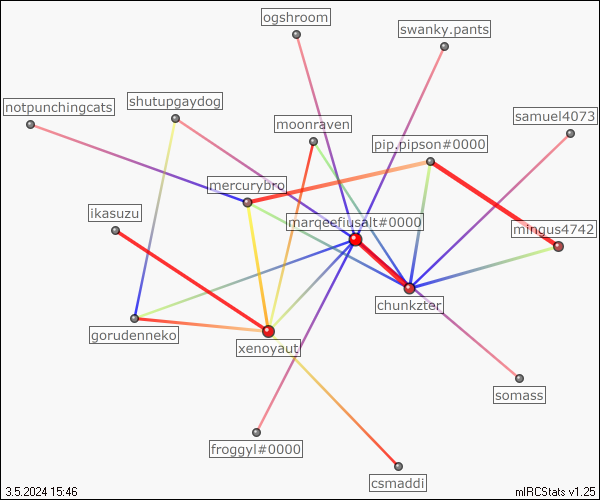 ogshroom
swanky.pants
notpunchingcats
shutupgaydog
samuel4073
moonraven
pip.pipson#0000
mercurybro
ikasuzu
marqeefiusalt#0000
mingus4742
chunkzter
gorudenneko
xenoyaut
somass
froggyl#0000
csmaddi
3.5.2024 15:46
mIRCStats v1.25